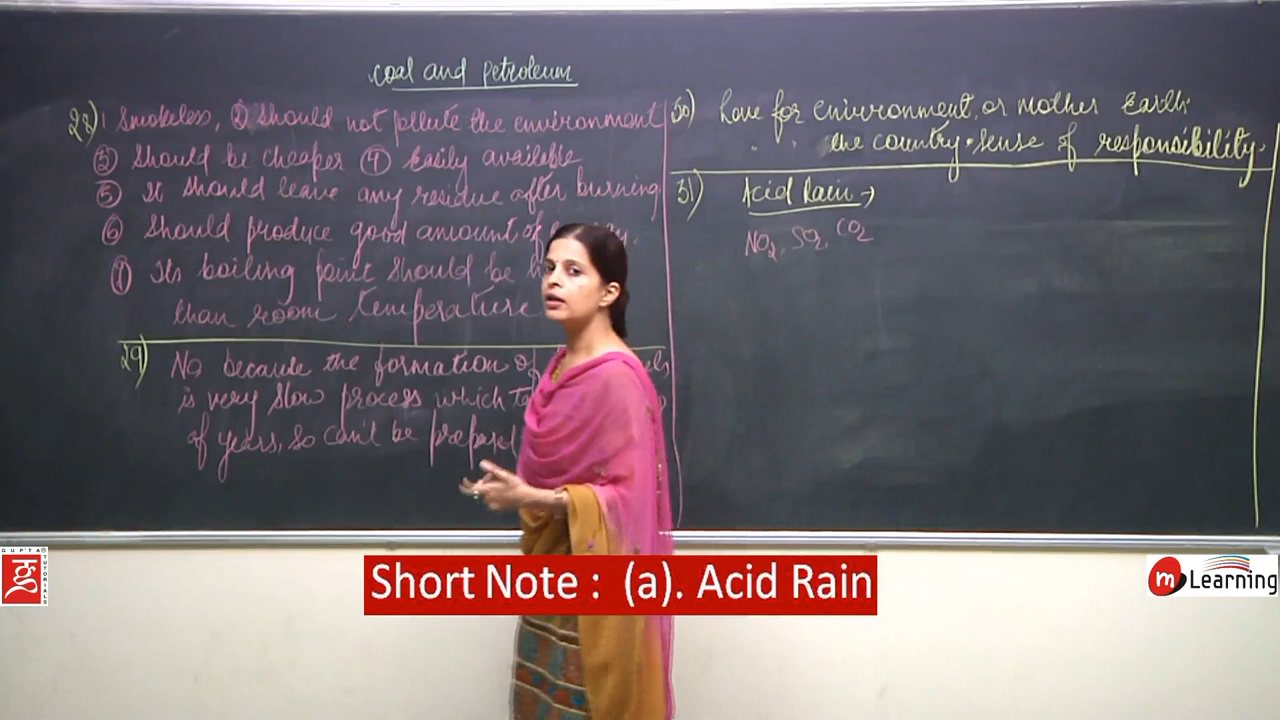 coal and petroleum
28) 1 Smokeless, ② Should not pollute the environment
③ Should be cheaper ④ Easily available
⑤ It should leave any residue after burning
⑥ Should produce good amount of
⑦ Its boiling point should be
than room temperature
29) No because the formation of
is very slow process which
of years, so can't be prepared
30) Love for environment or mother Earth
" " the country. sense of responsibility.
31) Acid Rain →
NO₂, SO₂, CO₂
Short Note : (a). Acid Rain
GUPTA TUTORIALS
m Learning